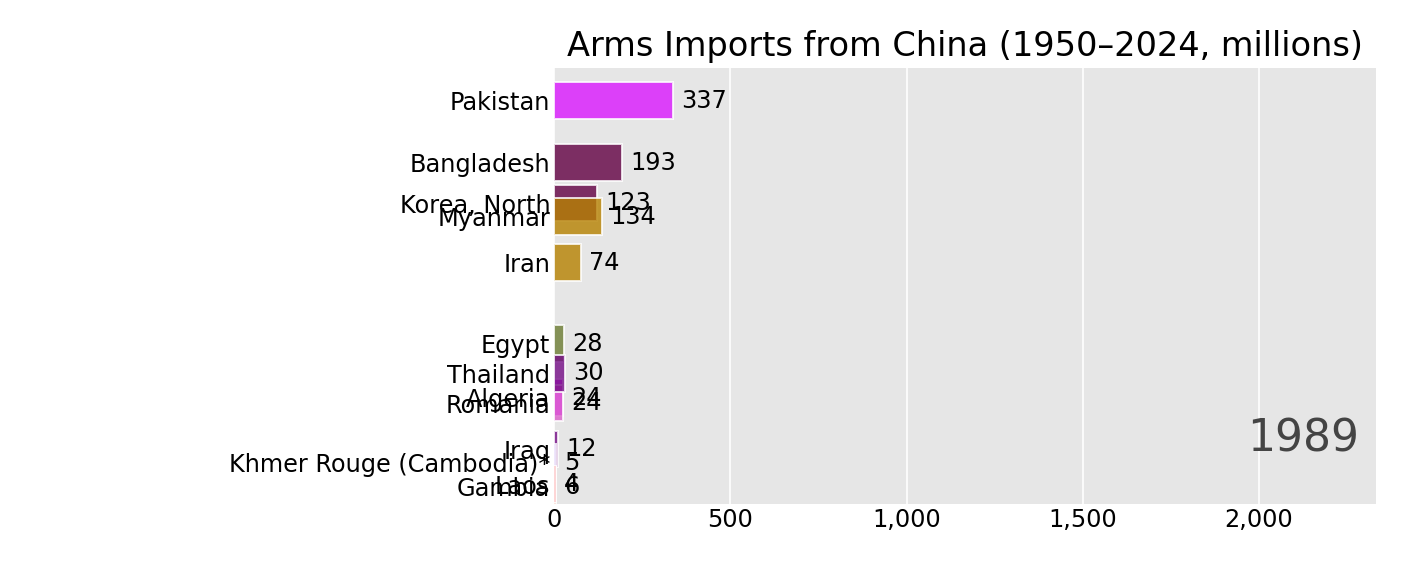 Arms Imports from China (1950–2024, millions)
Pakistan 337
Bangladesh 193
Korea, North 123
Myanmar 134
Iran 74
Egypt 28
Thailand 30
Algeria 24
Romania 24
Iraq 12
Khmer Rouge (Cambodia)* 5
Laos 4
Gambia 6
1989
0 500 1,000 1,500 2,000